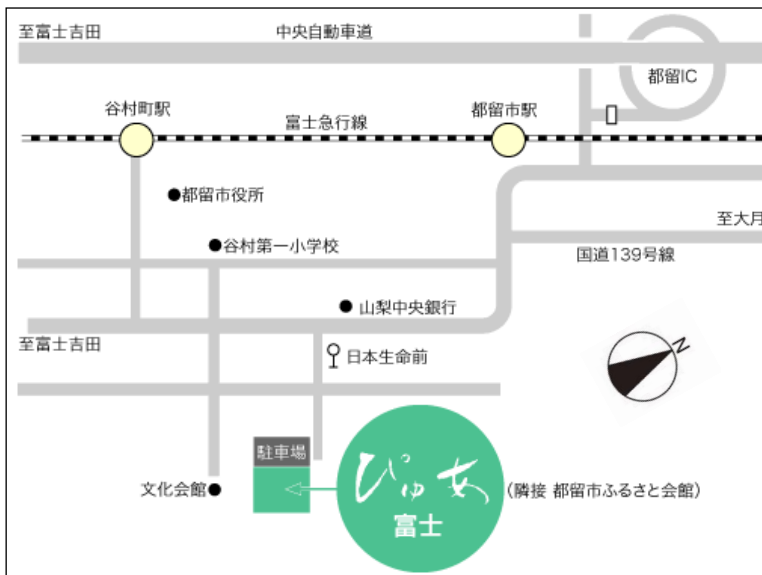 至富士吉田
中央自動車道
都留IC
谷村町駅
都留市駅
富士急行線
●都留市役所
至大月
●谷村第一小学校
国道139号線
● 山梨中央銀行
至富士吉田
日本生命前
N
駐車場
文化会館●
ぴゅあ
富士
(隣接 都留市ふるさと会館)